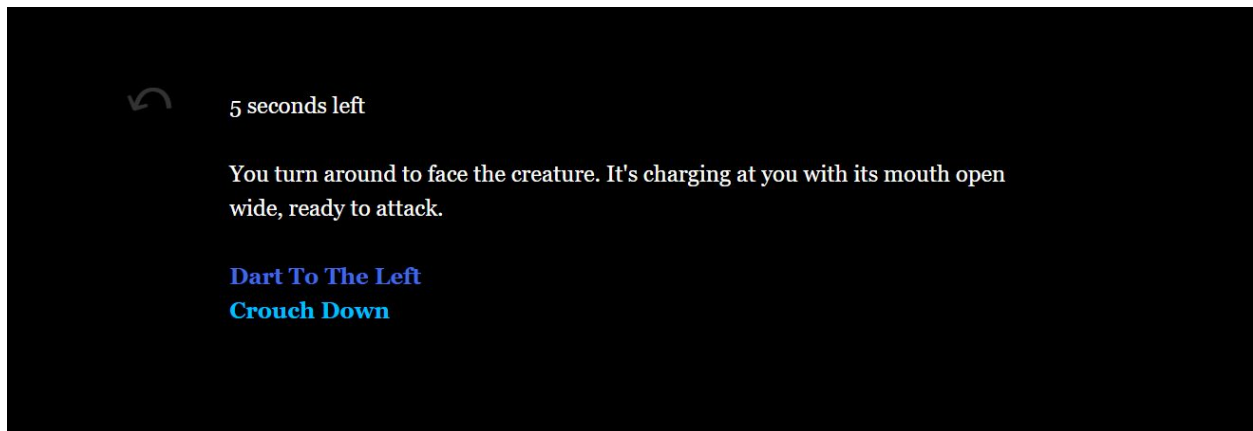 5 seconds left
You turn around to face the creature. It's charging at you with its mouth open
wide, ready to attack.
Dart To The Left
Crouch Down